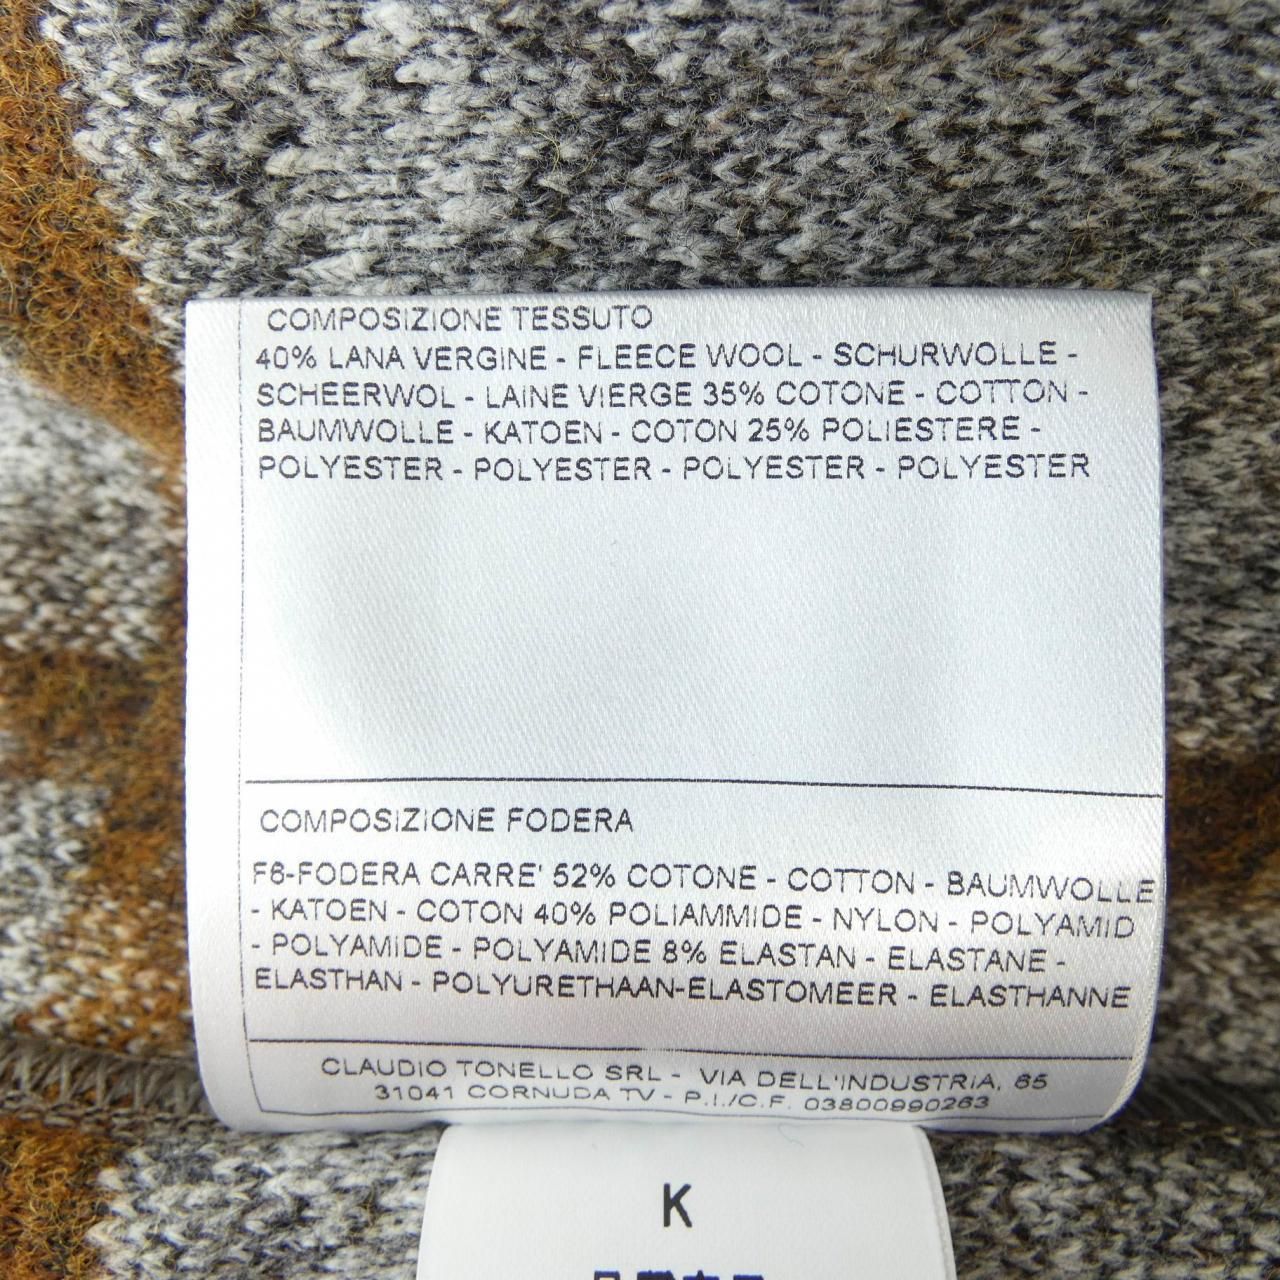 COMPOSIZIONE TESSUTO
40% LANA VERGINE - FLEECE WOOL - SCHURWOLLE -
SCHEERWOL - LAINE VIERGE 35% COTONE - COTTON -
BAUMWOLLE - KATOEN - COTON 25% POLIESTERE -
POLYESTER - POLYESTER - POLYESTER - POLYESTER
COMPOSIZIONE FODERA
F6-FODERA CARRE' 52% COTONE - COTTON - BAUMWOLLE
- KATOEN - COTON 40% POLIAMMIDE - NYLON - POLYAMID
- POLYAMIDE - POLYAMIDE 8% ELASTAN - ELASTANE -
ELASTHAN - POLYURETHAAN-ELASTOMEER - ELASTHANNE
CLAUDIO TONELLO SRL - VIA DELL'INDUSTRIA, 65
31041 CORNUDA TV - P.I./C.F. 03800990263
K